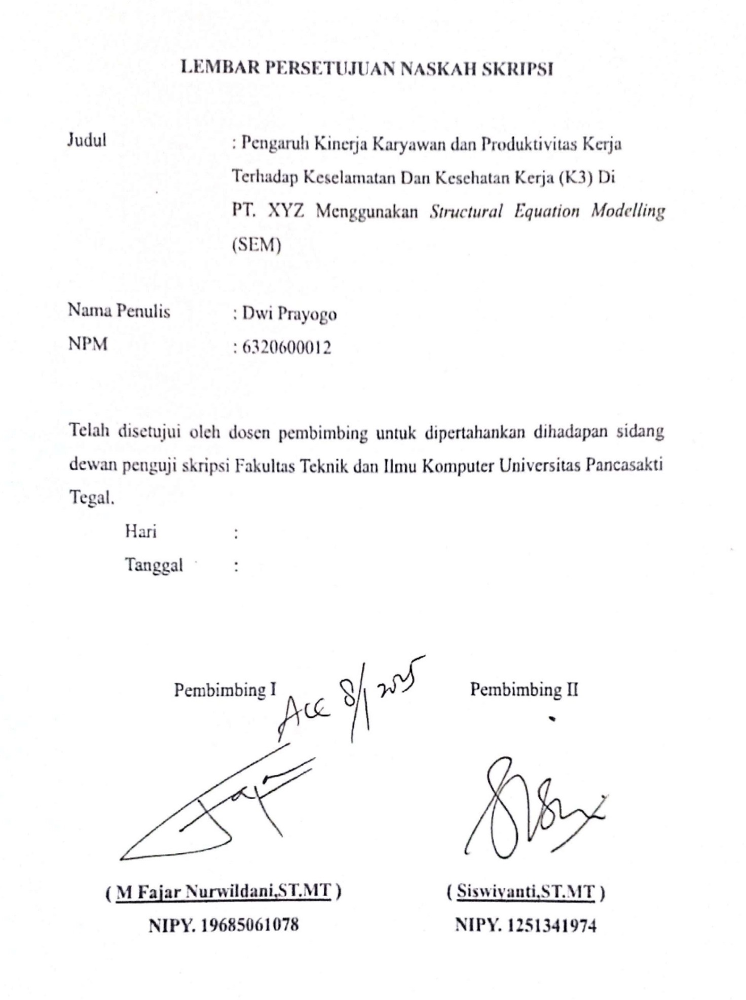 LEMBAR PERSETUJUAN NASKAH SKRIPSI
Judul : Pengaruh Kinerja Karyawan dan Produktivitas Kerja
Terhadap Keselamatan Dan Kesehatan Kerja (K3) Di
PT. XYZ Menggunakan Structural Equation Modelling
(SEM)
Nama Penulis : Dwi Prayogo
NPM : 6320600012
Telah disetujui oleh dosen pembimbing untuk dipertahankan dihadapan sidang
dewan penguji skripsi Fakultas Teknik dan Ilmu Komputer Universitas Pancasakti
Tegal.
Hari :
Tanggal :
Pembimbing I Pembimbing II
Acc 8/1 2025
( M Fajar Nurwildani,ST.MT ) ( Siswiyanti,ST.MT )
NIPY. 19685061078 NIPY. 1251341974